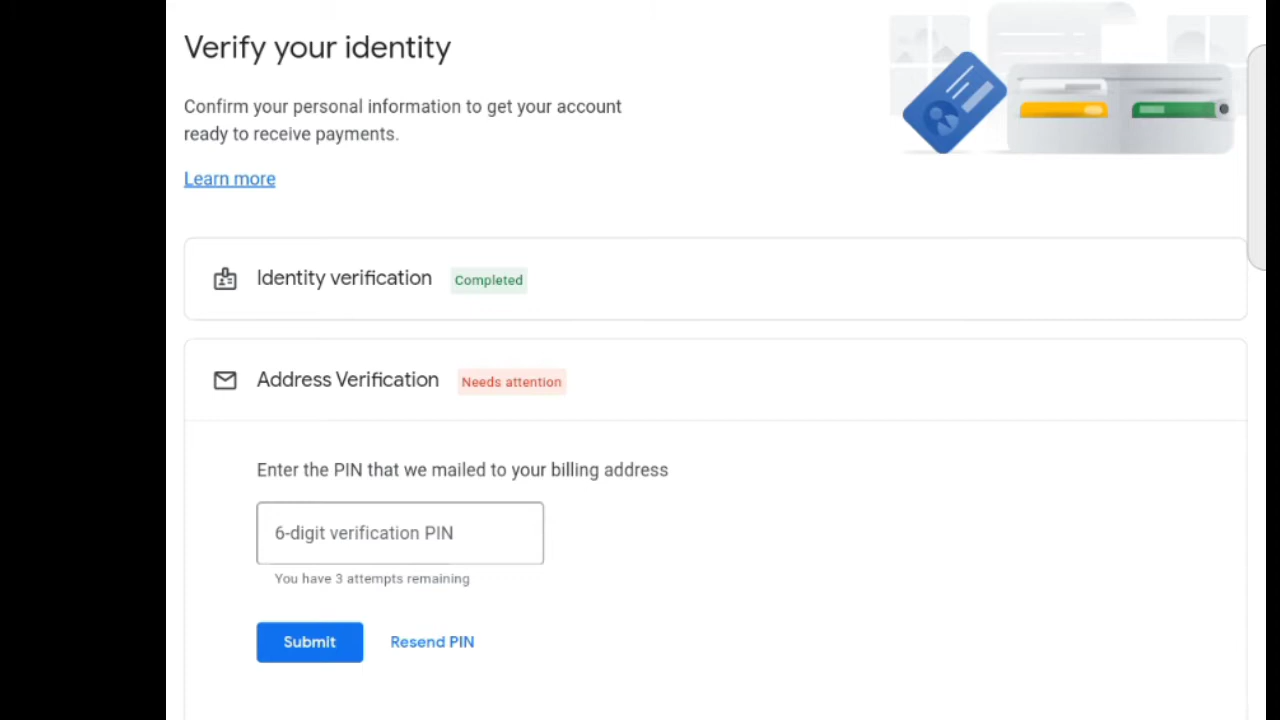 Verify your identity
Confirm your personal information to get your account
ready to receive payments.
Learn more
Identity verification Completed
Address Verification Needs attention
Enter the PIN that we mailed to your billing address
6-digit verification PIN
You have 3 attempts remaining
Submit Resend PIN